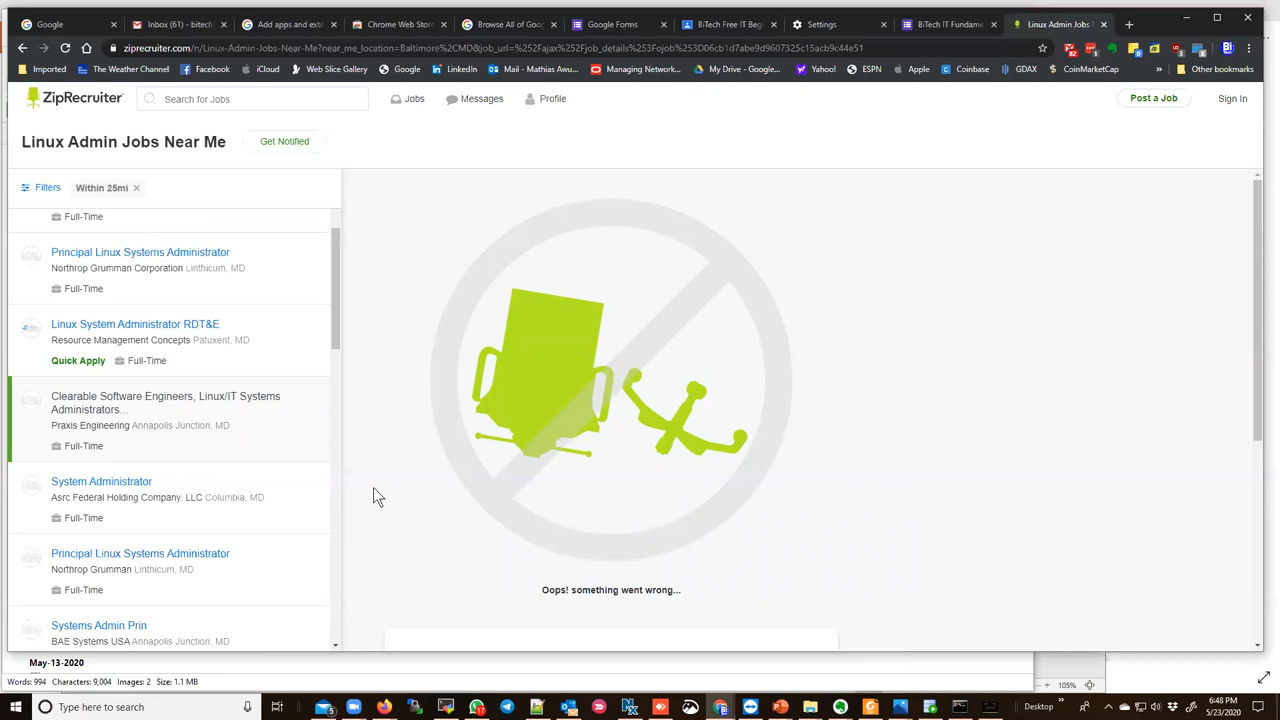 Google
Inbox (61) - bitech
Add apps and exte
Chrome Web Store
Browse All of Goog
Google Forms
BiTech Free IT Beg
Settings
BiTech IT Fundame
Linux Admin Jobs
ziprecruiter.com/n/Linux-Admin-Jobs-Near-Me?near_me_location=Baltimore%2CMD&job_url=%252Fajax%252Fjob_details%253Fojob%253D06cb1d7abe9d9607325c15acb9c44e51
Imported
The Weather Channel
Facebook
iCloud
Web Slice Gallery
Google
LinkedIn
Mail - Mathias Awu...
Managing Network...
My Drive - Google...
Yahoo!
ESPN
Apple
Coinbase
GDAX
CoinMarketCap
»
Other bookmarks
ZipRecruiter
Search for Jobs
Jobs
Messages
Profile
Post a Job
Sign In
Linux Admin Jobs Near Me
Get Notified
Filters
Within 25mi ×
Full-Time
Principal Linux Systems Administrator
Northrop Grumman Corporation Linthicum, MD
Full-Time
Linux System Administrator RDT&E
Resource Management Concepts Patuxent, MD
Quick Apply Full-Time
Clearable Software Engineers, Linux/IT Systems
Administrators...
Praxis Engineering Annapolis Junction, MD
Full-Time
System Administrator
Asrc Federal Holding Company, LLC Columbia, MD
Full-Time
Principal Linux Systems Administrator
Northrop Grumman Linthicum, MD
Full-Time
Systems Admin Prin
BAE Systems USA Annapolis Junction, MD
Oops! something went wrong...
May-13-2020
Words: 994 Characters: 9,004 Images: 2 Size: 1.1 MB
105%
Type here to search
Desktop
6:48 PM
5/23/2020